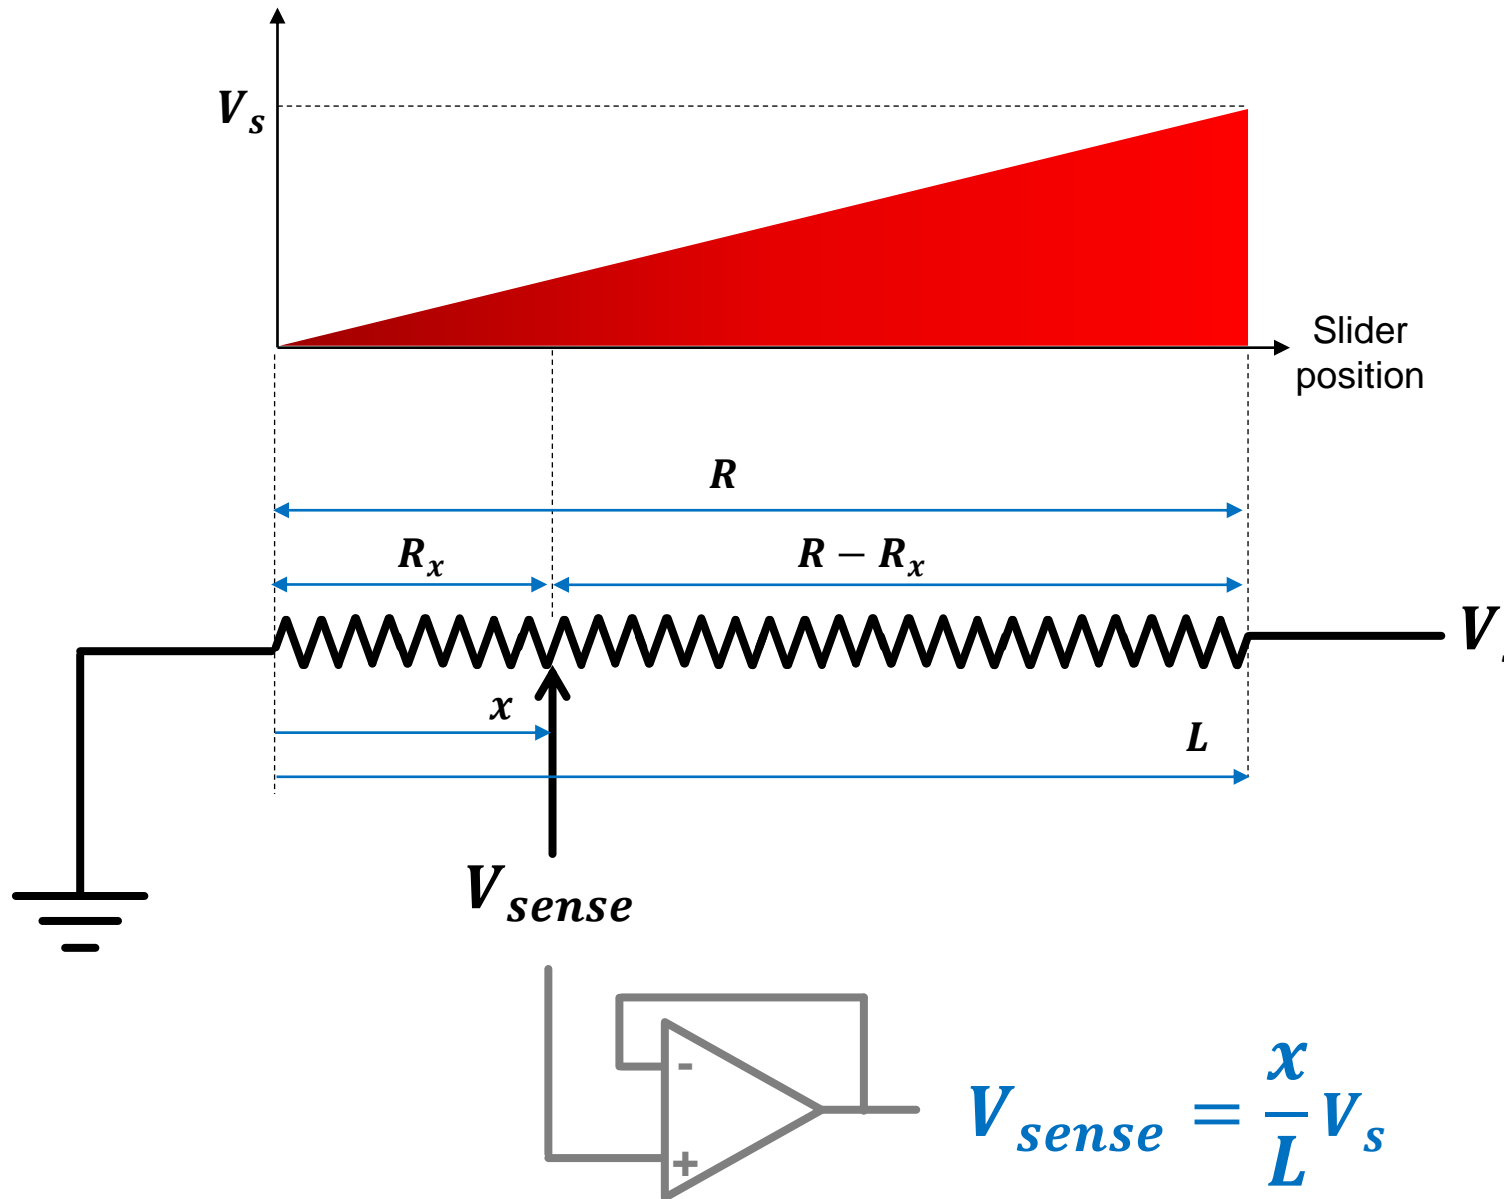 V_s
Slider
position
R
R_x
R − R_x
V
x
L
V_sense
-
+
V_sense = x/L V_s